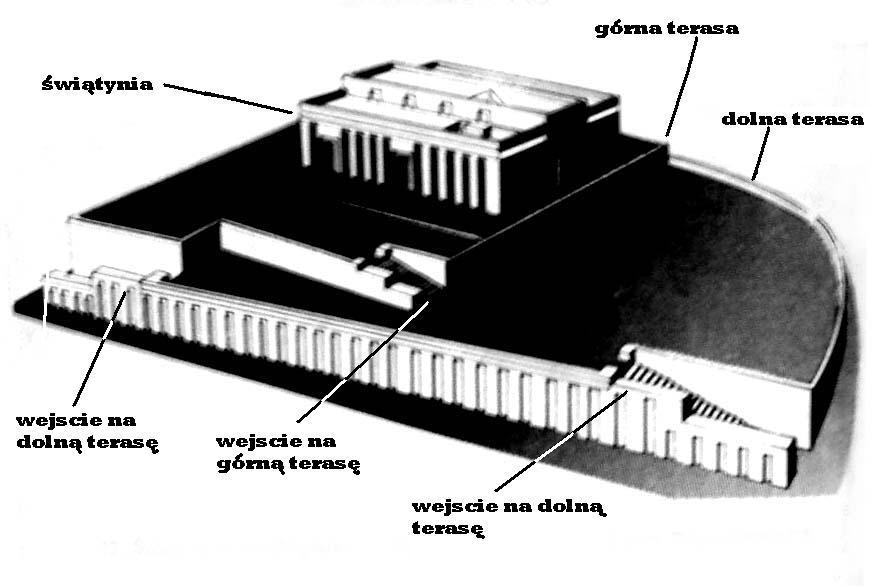 górna terasa
świątynia
dolna terasa
wejscie na
dolną terasę
wejscie na
górną terasę
wejscie na dolną
terasę